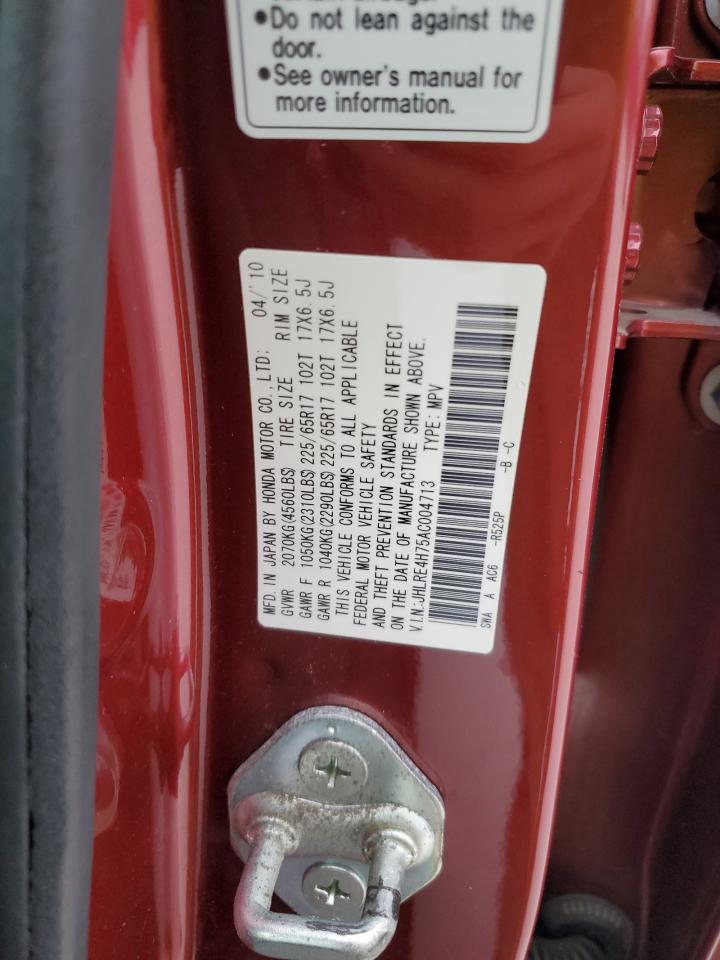 •Do not lean against the
door.
•See owner's manual for
more information.
MFD. IN JAPAN BY HONDA MOTOR CO., LTD; 04/'10
GVWR 2070KG(4560LBS) TIRE SIZE RIM SIZE
GAWR F 1050KG(2310LBS) 225/65R17 102T 17X6.5J
GAWR R 1040KG(2290LBS) 225/65R17 102T 17X6.5J
THIS VEHICLE CONFORMS TO ALL APPLICABLE
FEDERAL MOTOR VEHICLE SAFETY
AND THEFT PREVENTION STANDARDS IN EFFECT
ON THE DATE OF MANUFACTURE SHOWN ABOVE.
V.I.N.:JHLRE4H75AC004713 TYPE: MPV
SWA A AC6 -R525P -B -C